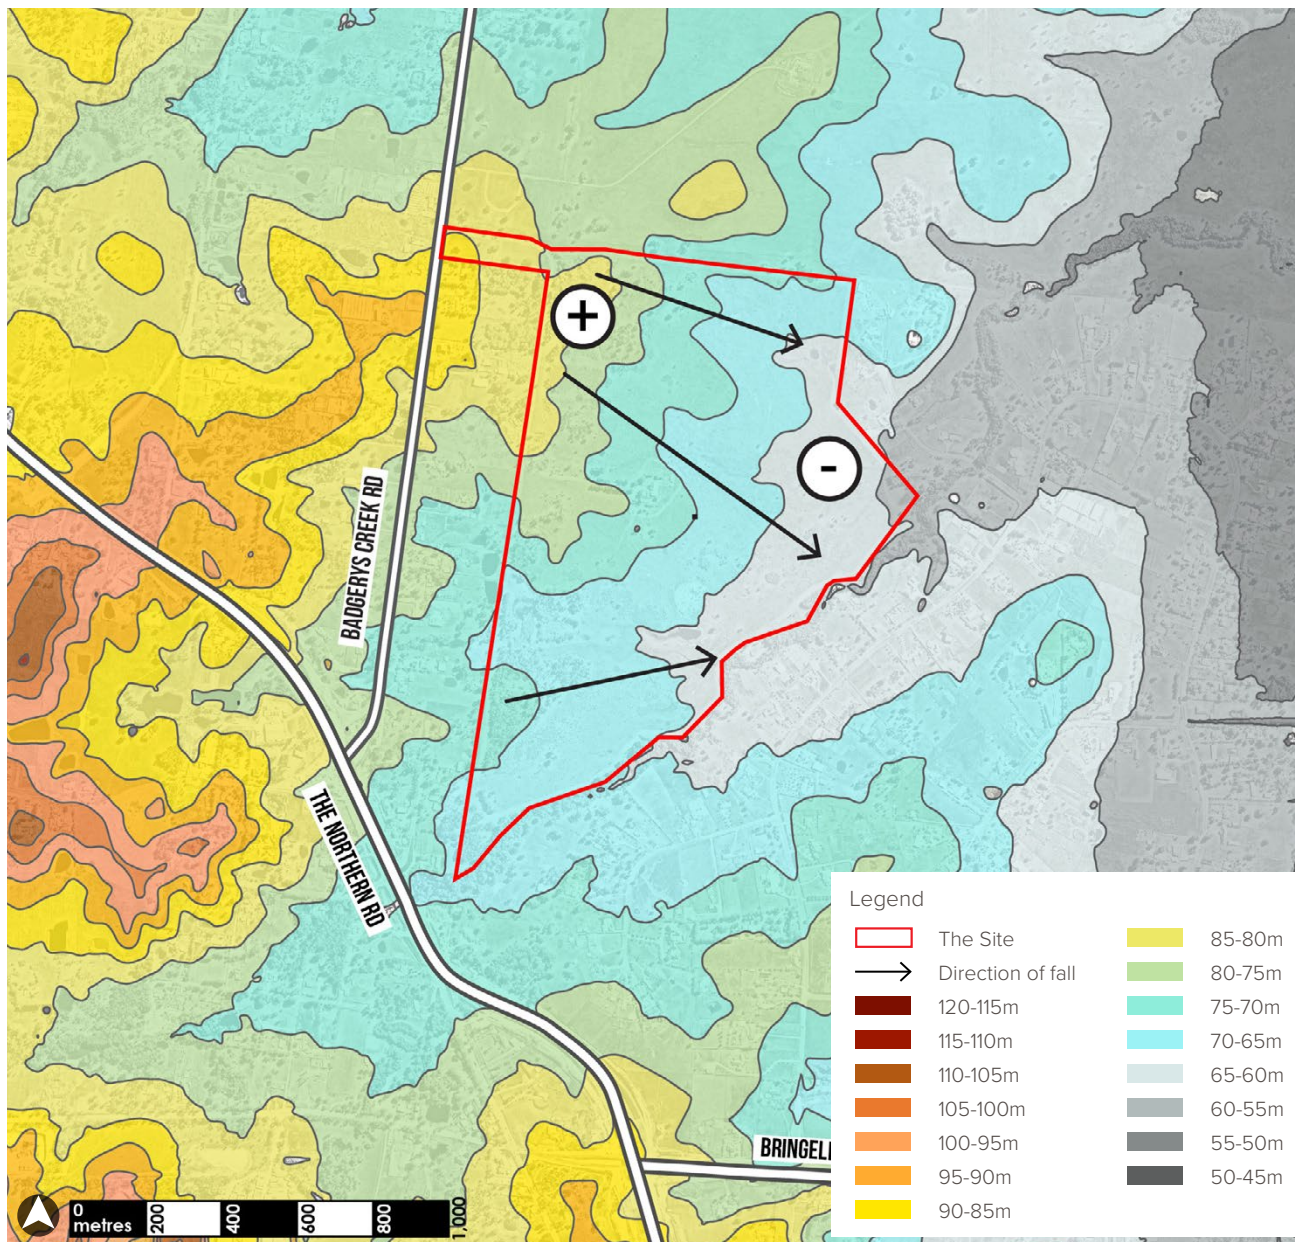 +
-
BADGERYS CREEK RD
THE NORTHERN RD
BRINGEL
Legend
The Site
Direction of fall
120-115m
115-110m
110-105m
105-100m
100-95m
95-90m
90-85m
85-80m
80-75m
75-70m
70-65m
65-60m
60-55m
55-50m
50-45m
0 200 400 600 800 1,000
metres